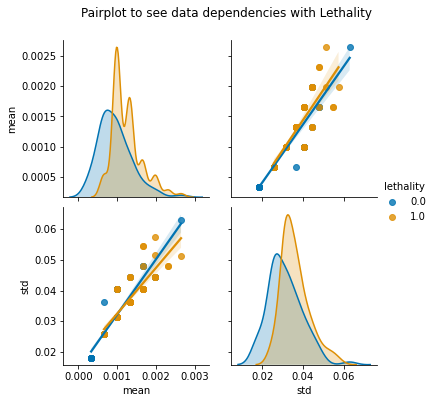 Pairplot to see data dependencies with Lethality
0.0025
0.0020
0.0015
0.0010
0.0005
mean
lethality
0.0
1.0
0.06
0.05
0.04
0.03
0.02
std
0.000 0.001 0.002 0.003
mean
0.02 0.04 0.06
std